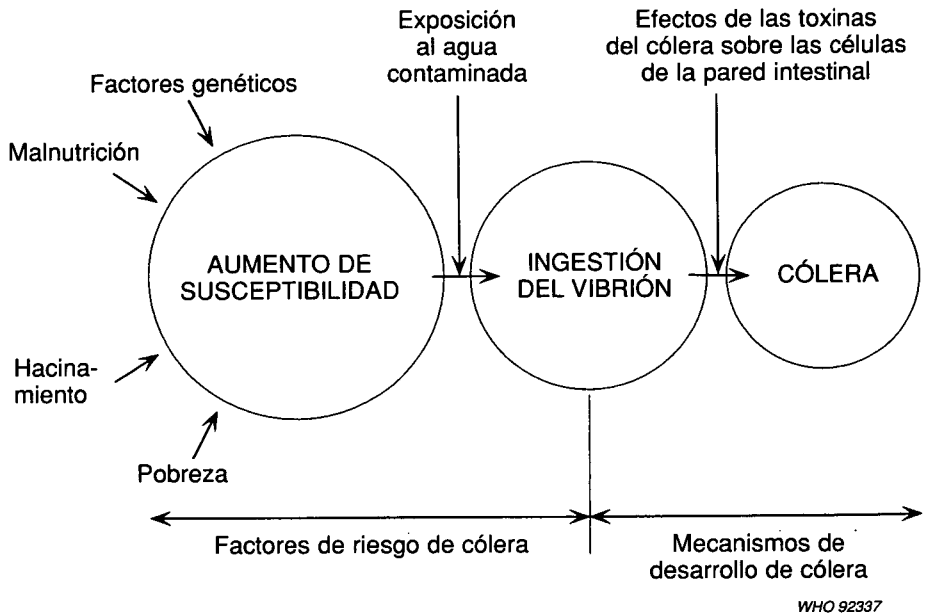 Exposición
al agua
contaminada
Efectos de las toxinas
del cólera sobre las células
de la pared intestinal
Factores genéticos
Malnutrición
AUMENTO DE
SUSCEPTIBILIDAD
INGESTIÓN
DEL VIBRIÓN
CÓLERA
Hacina-
miento
Pobreza
Factores de riesgo de cólera
Mecanismos de
desarrollo de cólera
WHO 92337